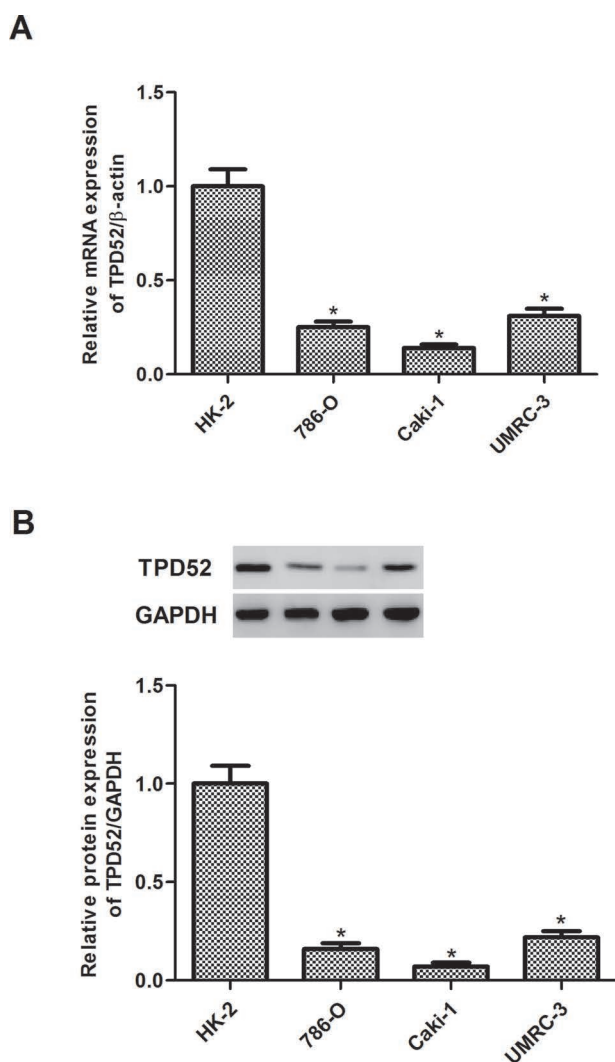 A
Relative mRNA expression
of TPD52/β-actin
1.5
1.0
0.5
0.0
*
*
*
HK-2
786-O
Caki-1
UMRC-3
B
TPD52
GAPDH
Relative protein expression
of TPD52/GAPDH
1.5
1.0
0.5
0.0
*
*
*
HK-2
786-O
Caki-1
UMRC-3